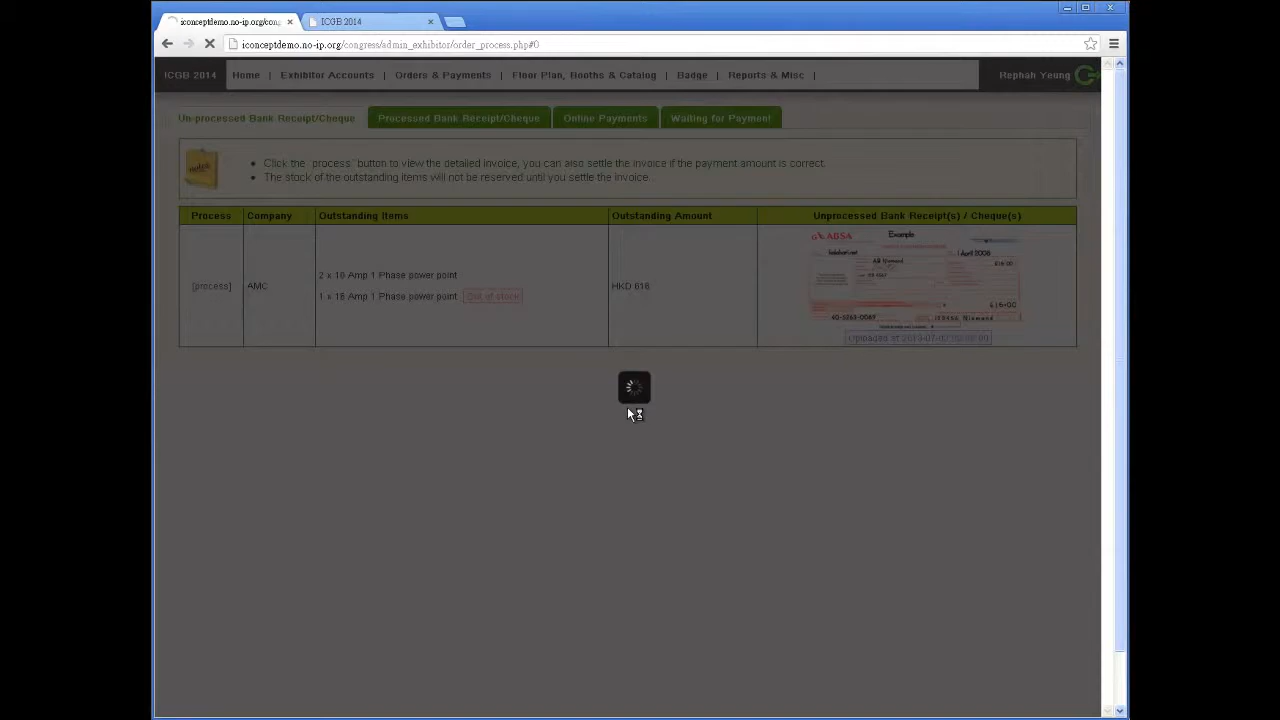 iconceptdemo.no-ip.org/cong
ICGB 2014
iconceptdemo.no-ip.org/congress/admin_exhibitor/order_process.php#0
ICGB 2014 Home | Exhibitor Accounts | Orders & Payments | Floor Plan, Booths & Catalog | Badge | Reports & Misc | Rephah Yeung
Un-processed Bank Receipt/Cheque Processed Bank Receipt/Cheque Online Payments Waiting for Payment
Click the "process" button to view the detailed invoice, you can also settle the invoice if the payment amount is correct.
The stock of the outstanding items will not be reserved until you settle the invoice.
Process Company Outstanding Items Outstanding Amount Unprocessed Bank Receipt(s) / Cheque(s)
ABSA Example
1 April 2008
2 x 16 Amp 1 Phase power point
[process] AMC HKD 616
1 x 16 Amp 1 Phase power point Out of stock
Uploaded at